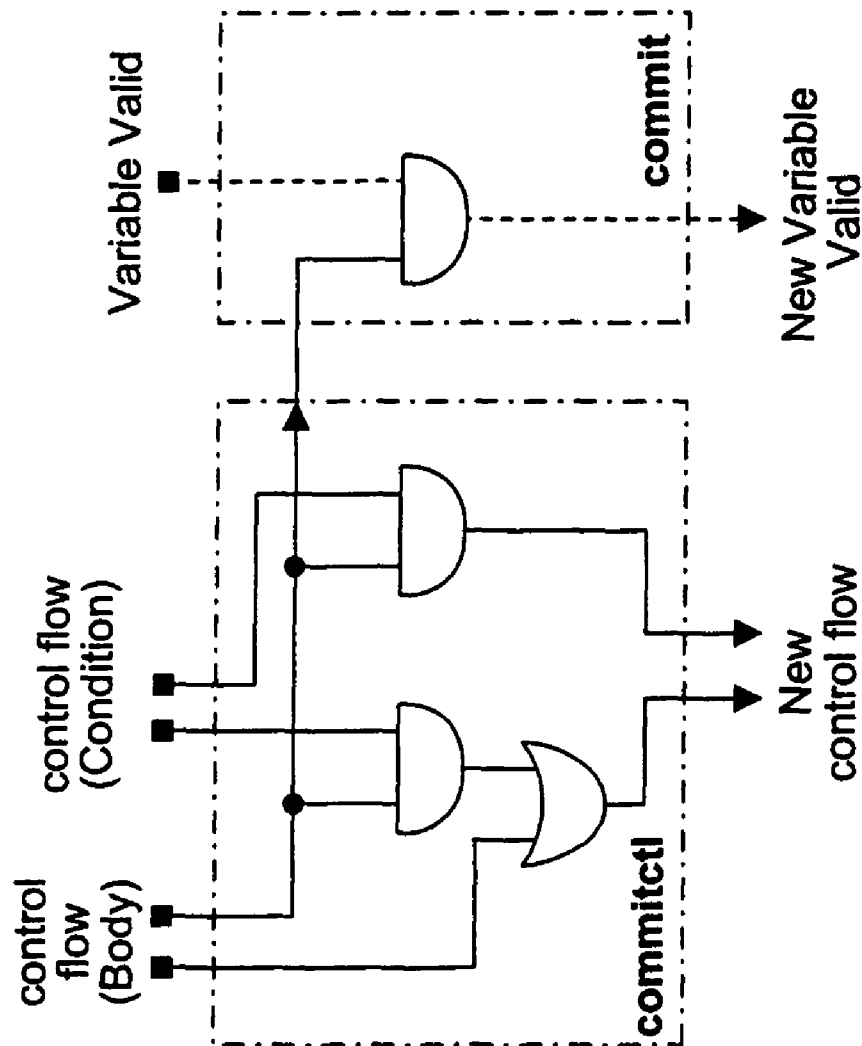 control
flow
(Body)
control flow
(Condition)
Variable Valid
commitctl
commit
New
control flow
New Variable
Valid